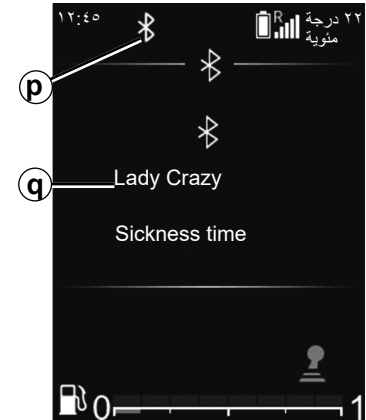 ١٢:٤٥
R
٢٢ درجة
مئوية
p
q
Lady Crazy
Sickness time
0 1